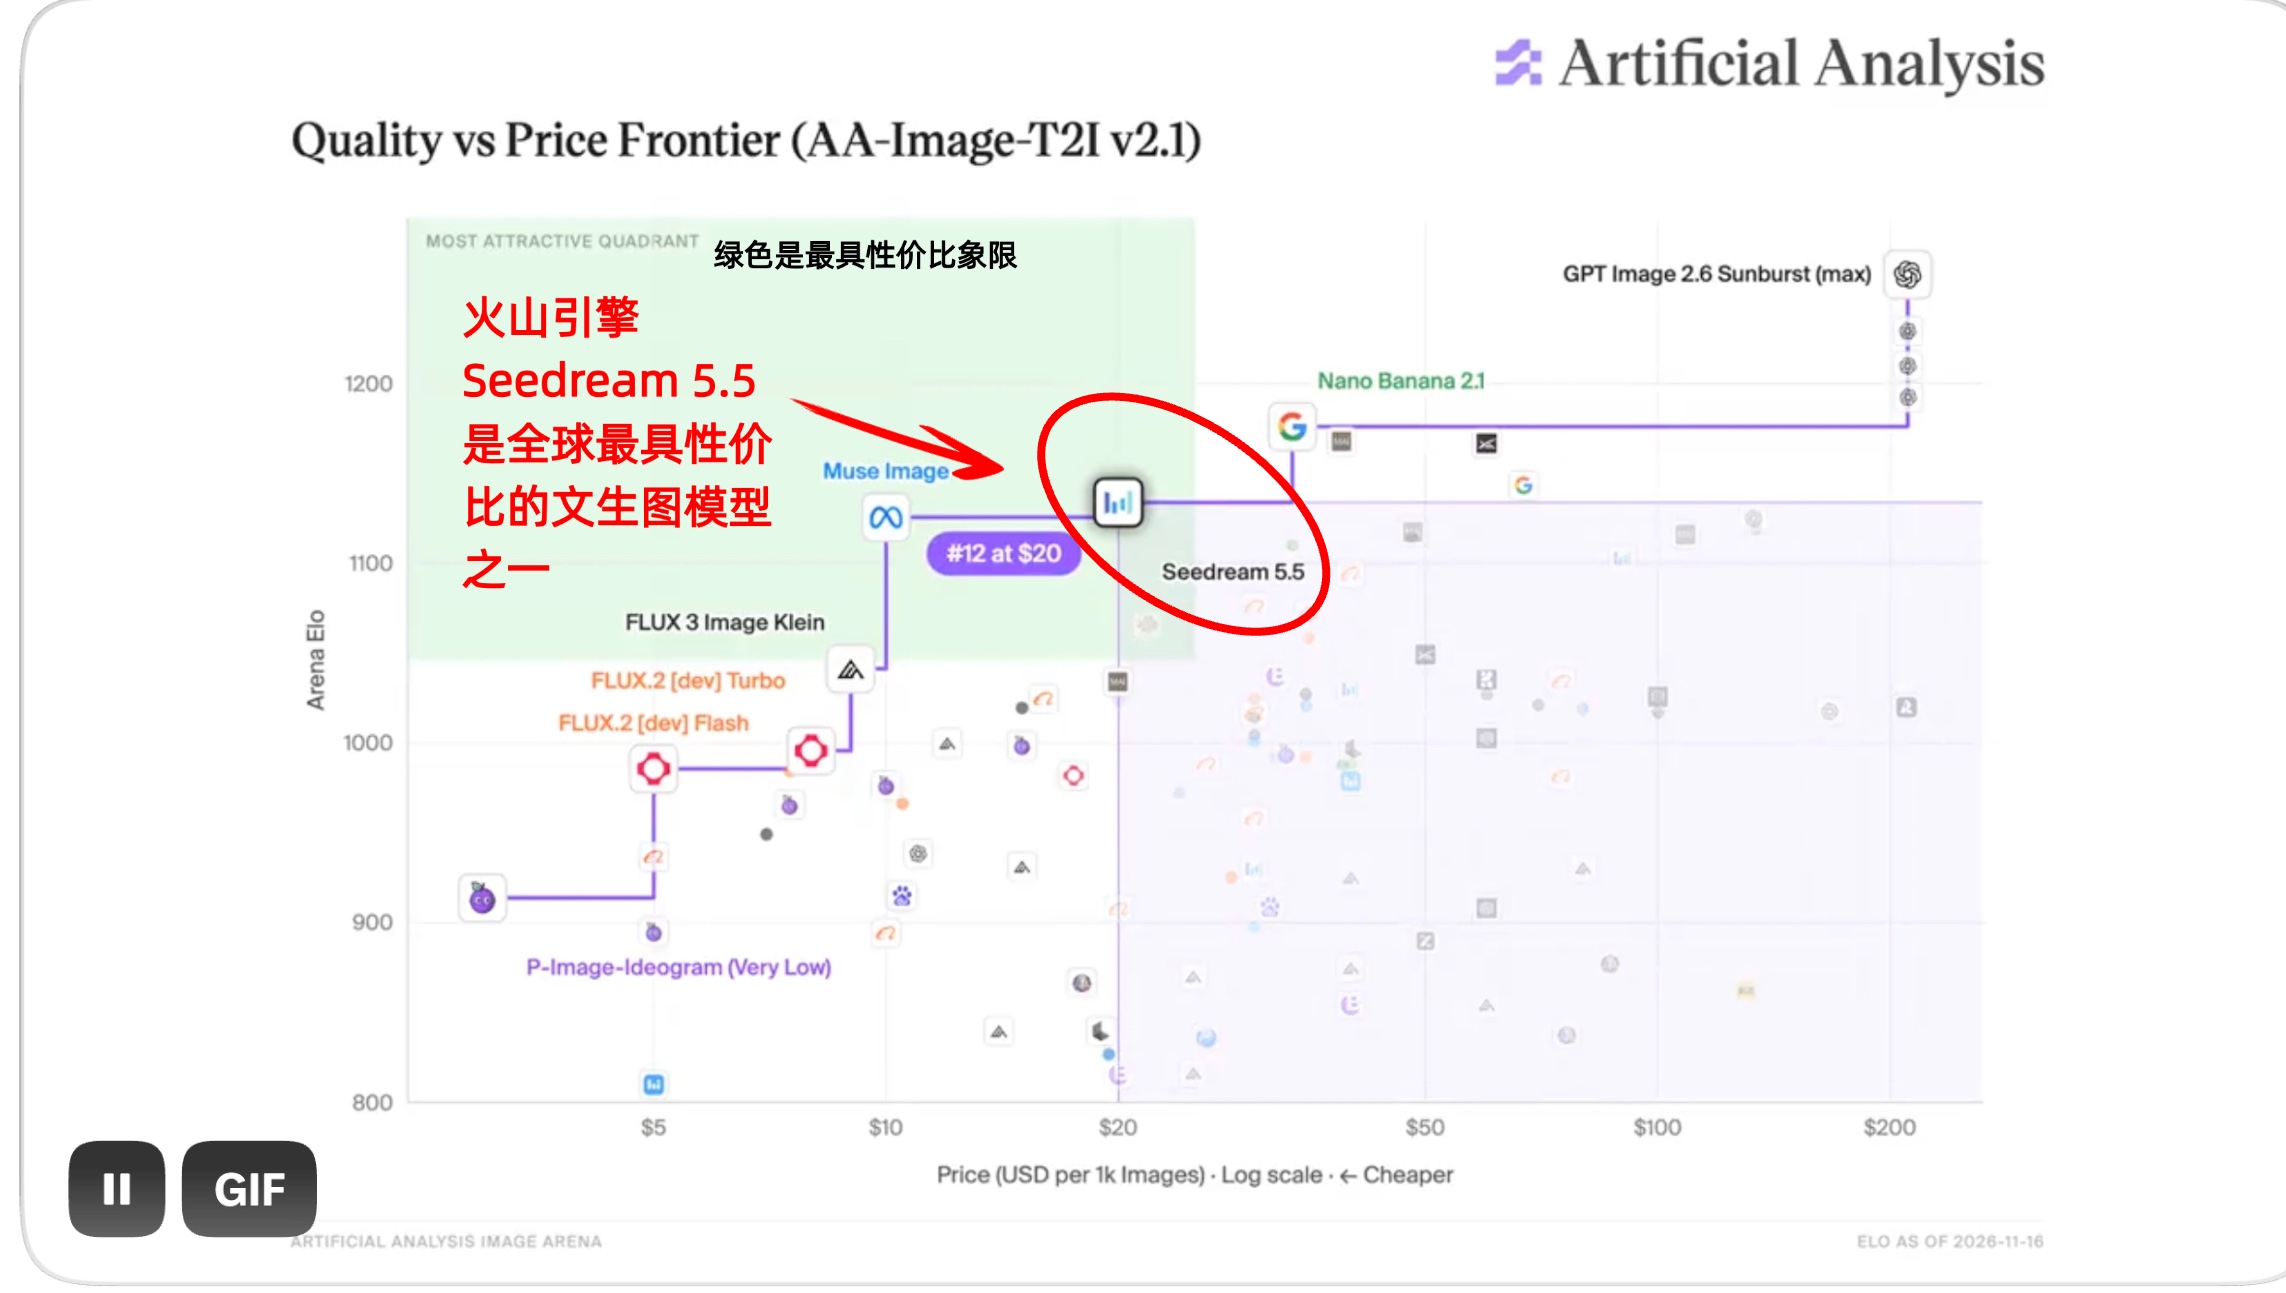 Artificial Analysis
Quality vs Price Frontier (AA-Image-T2I v2.1)
MOST ATTRACTIVE QUADRANT
绿色是最具性价比象限
火山引擎
Seedream 5.5
是全球最具性价
比的文生图模型
之一
GPT Image 2.6 Sunburst (max)
Nano Banana 2.1
Muse Image
#12 at $20
Seedream 5.5
FLUX 3 Image Klein
FLUX.2 [dev] Turbo
FLUX.2 [dev] Flash
P-Image-Ideogram (Very Low)
Arena Elo
1200
1100
1000
900
800
MAI
$5
$10
$20
$50
$100
$200
Price (USD per 1k Images) · Log scale · ← Cheaper
GIF
ARTIFICIAL ANALYSIS IMAGE ARENA
ELO AS OF 2026-11-16